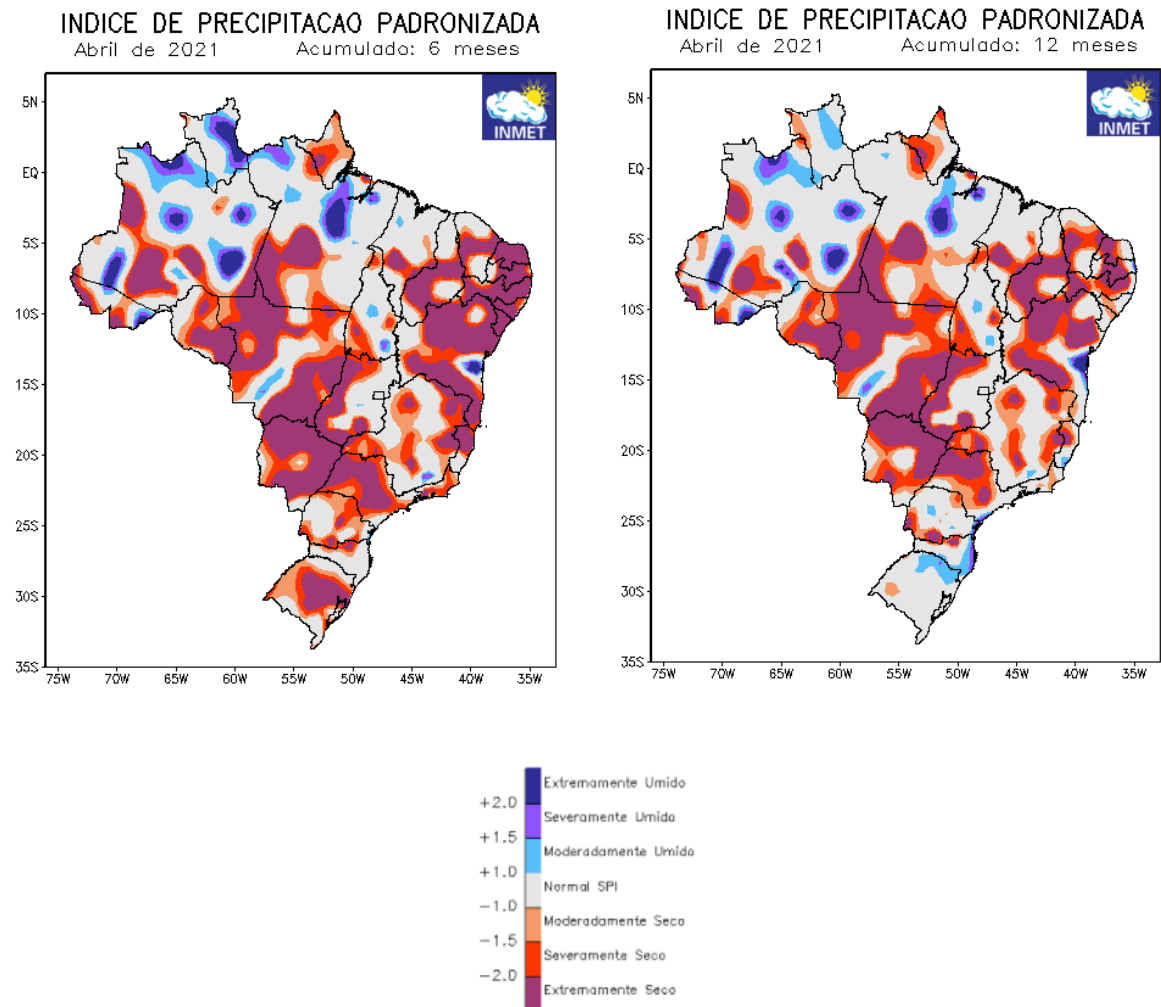 INDICE DE PRECIPITACAO PADRONIZADA
Abril de 2021 Acumulado: 6 meses
INMET
5N
EQ
5S
10S
15S
20S
25S
30S
35S
75W 70W 65W 60W 55W 50W 45W 40W 35W
INDICE DE PRECIPITACAO PADRONIZADA
Abril de 2021 Acumulado: 12 meses
INMET
5N
EQ
5S
10S
15S
20S
25S
30S
35S
75W 70W 65W 60W 55W 50W 45W 40W 35W
Extremamente Umido
+2.0
Severamente Umido
+1.5
Moderadamente Umido
+1.0
Normal SPI
-1.0
Moderadamente Seco
-1.5
Severamente Seco
-2.0
Extremamente Seco